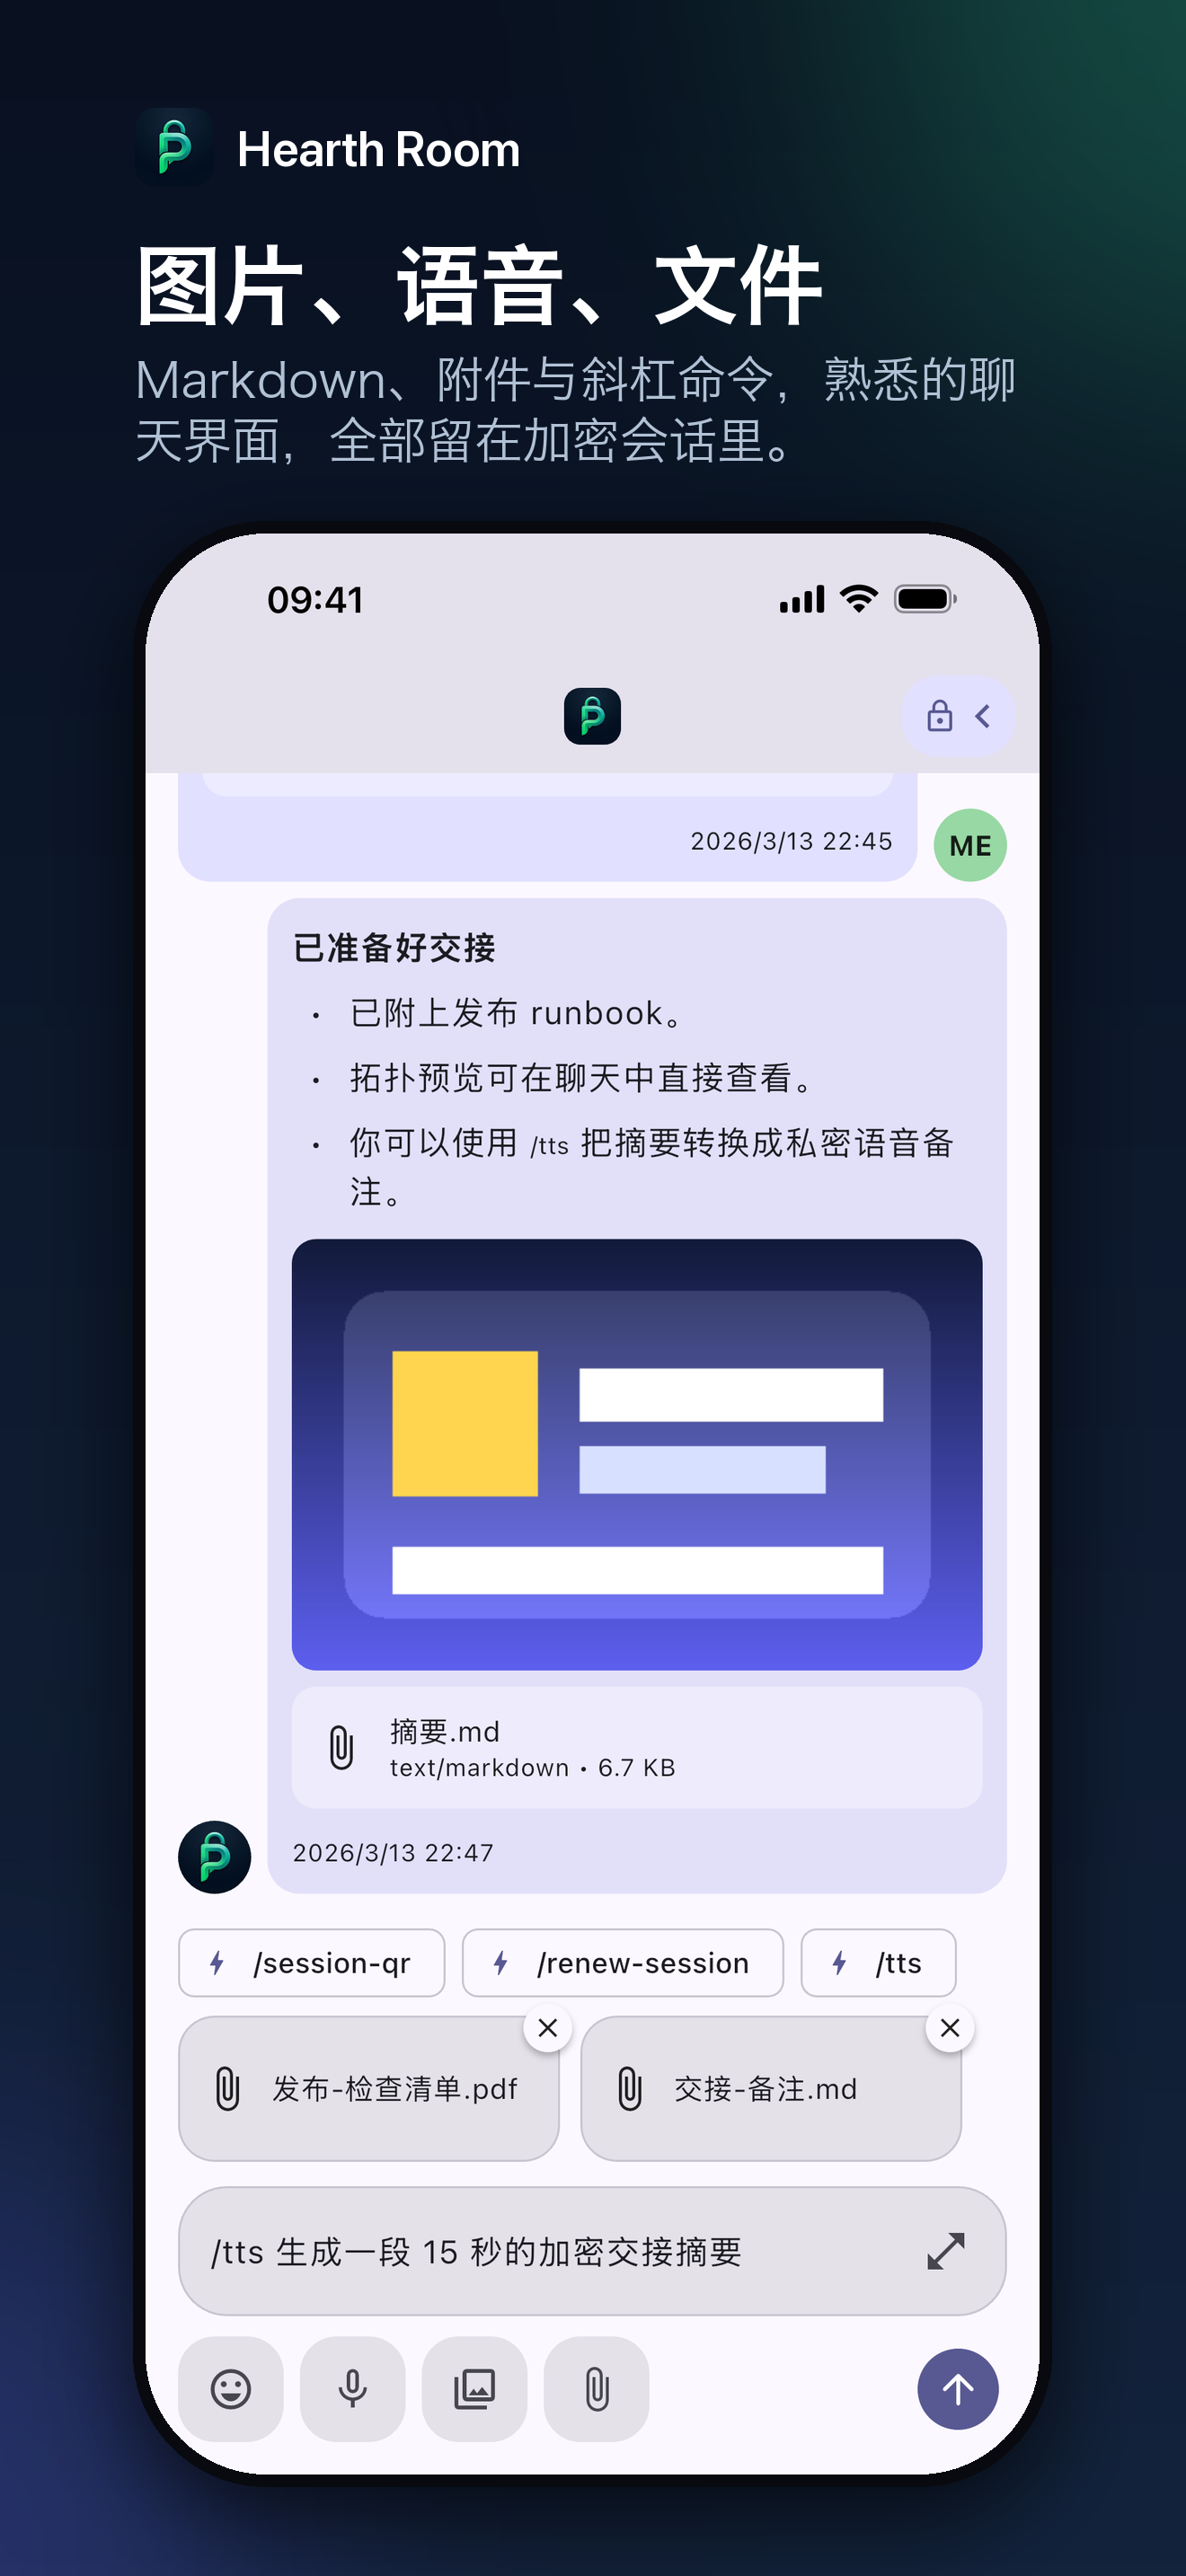 Hearth Room
图片、语音、文件
Markdown、附件与斜杠命令，熟悉的聊
天界面，全部留在加密会话里。
09:41
2026/3/13 22:45
ME
已准备好交接
• 已附上发布 runbook。
• 拓扑预览可在聊天中直接查看。
• 你可以使用 /tts 把摘要转换成私密语音备
注。
摘要.md
text/markdown • 6.7 KB
2026/3/13 22:47
/session-qr
/renew-session
/tts
发布-检查清单.pdf
交接-备注.md
/tts 生成一段 15 秒的加密交接摘要